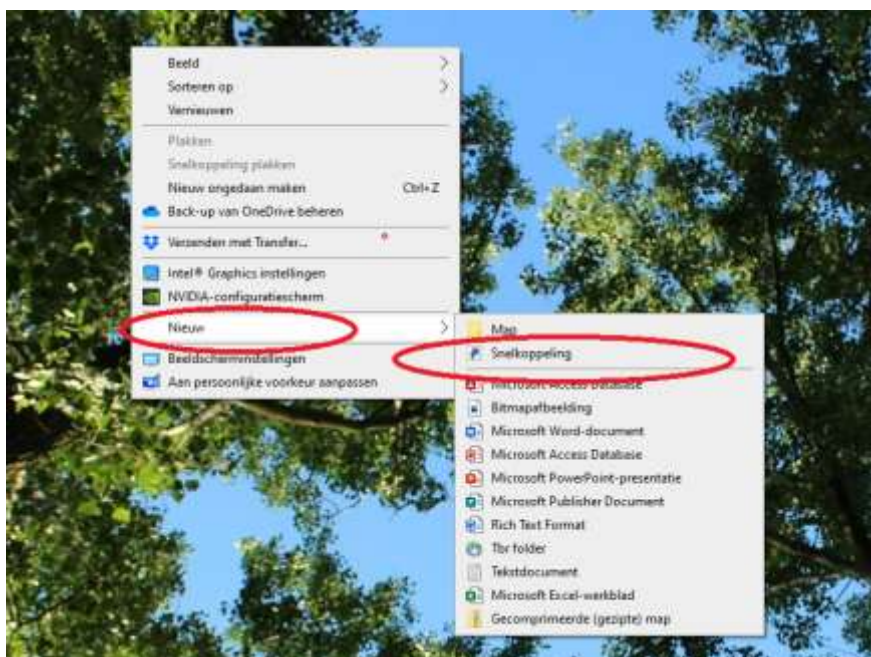 Beeld
Sorteren op
Vernieuwen
Plakken
Snelkoppeling plakken
Nieuw ongedaan maken Ctrl+Z
Back-up van OneDrive beheren
Verzenden met Transfer...
Intel® Graphics instellingen
NVIDIA-configuratiescherm
Nieuw
Beeldscherminstellingen
Aan persoonlijke voorkeur aanpassen
Map
Snelkoppeling
Microsoft Access Database
Bitmapafbeelding
Microsoft Word-document
Microsoft Access Database
Microsoft PowerPoint-presentatie
Microsoft Publisher Document
Rich Text Format
Tbr folder
Tekstdocument
Microsoft Excel-werkblad
Gecomprimeerde (gezipte) map